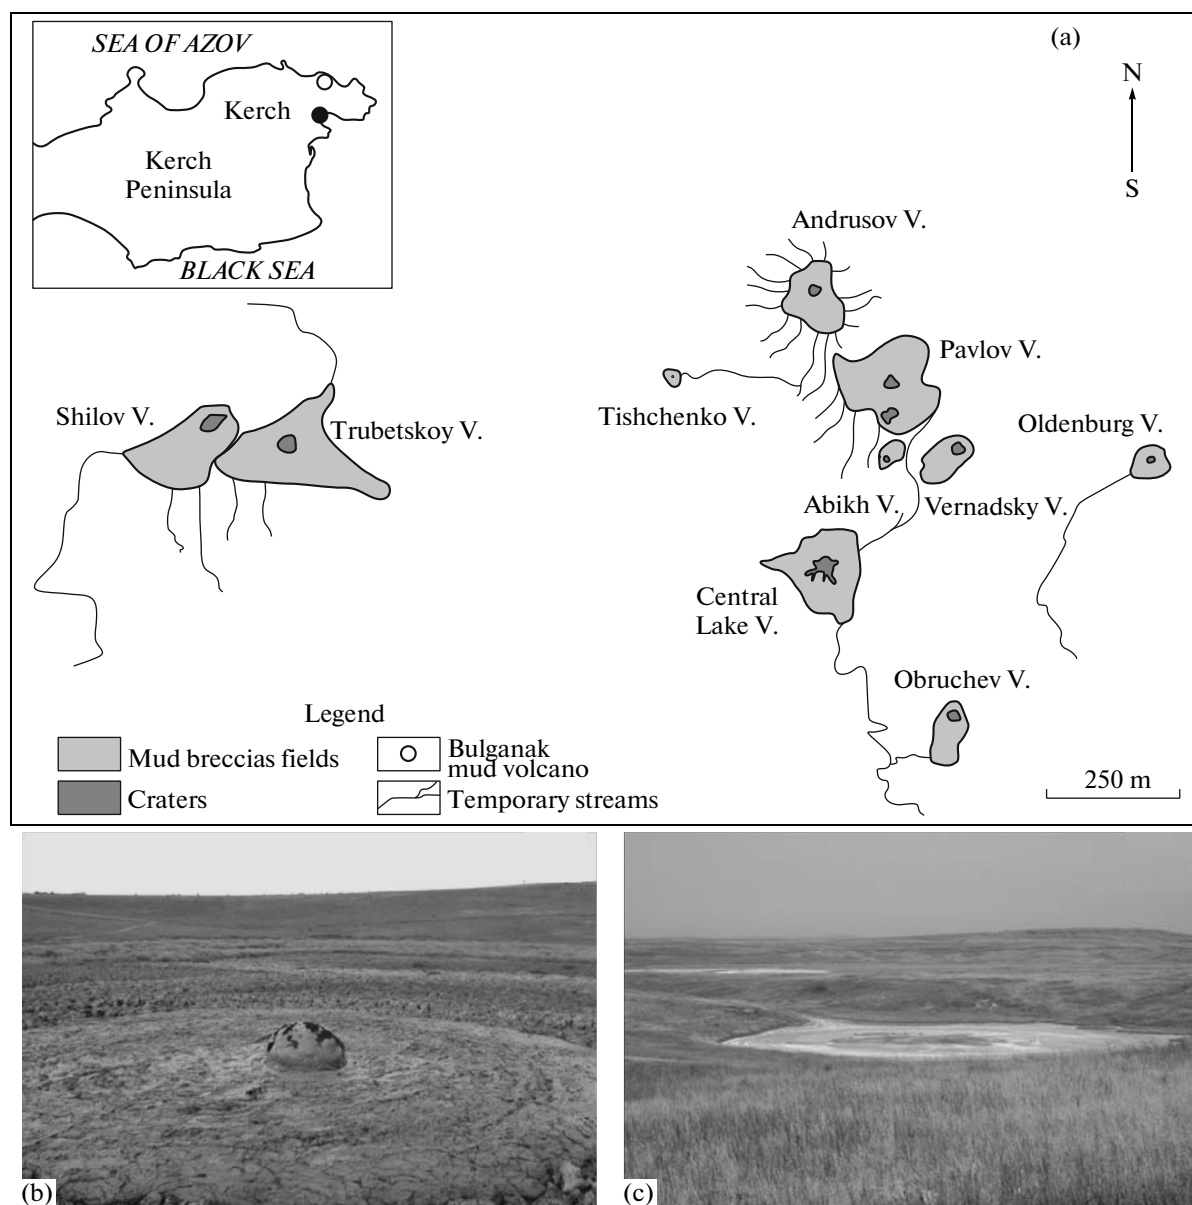 (a)
SEA OF AZOV
Kerch
Kerch
Peninsula
BLACK SEA
N
S
Andrusov V.
Pavlov V.
Tishchenko V.
Shilov V.
Trubetskoy V.
Oldenburg V.
Abikh V.
Vernadsky V.
Central
Lake V.
Obruchev V.
Legend
Mud breccias fields
Bulganak
mud volcano
Craters
Temporary streams
250 m
(b)
(c)